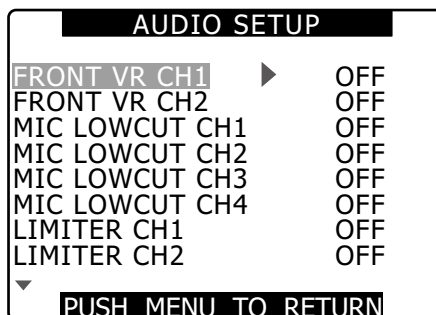 AUDIO SETUP
FRONT VR CH1 OFF
FRONT VR CH2 OFF
MIC LOWCUT CH1 OFF
MIC LOWCUT CH2 OFF
MIC LOWCUT CH3 OFF
MIC LOWCUT CH4 OFF
LIMITER CH1 OFF
LIMITER CH2 OFF
PUSH MENU TO RETURN